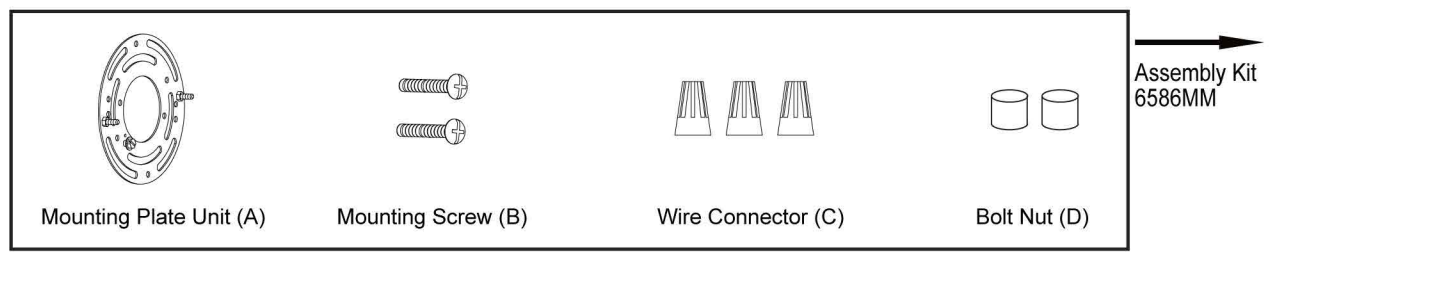 Assembly Kit
6586MM
Mounting Plate Unit (A)
Mounting Screw (B)
Wire Connector (C)
Bolt Nut (D)